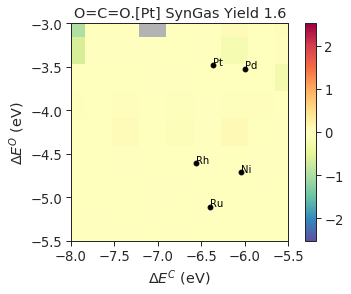 O=C=O.[Pt] SynGas Yield 1.6
−3.0
−3.5
−4.0
−4.5
−5.0
−5.5
ΔE^O (eV)
Pt
Pd
Rh
Ni
Ru
−8.0 −7.5 −7.0 −6.5 −6.0 −5.5
ΔE^C (eV)
2
1
0
−1
−2